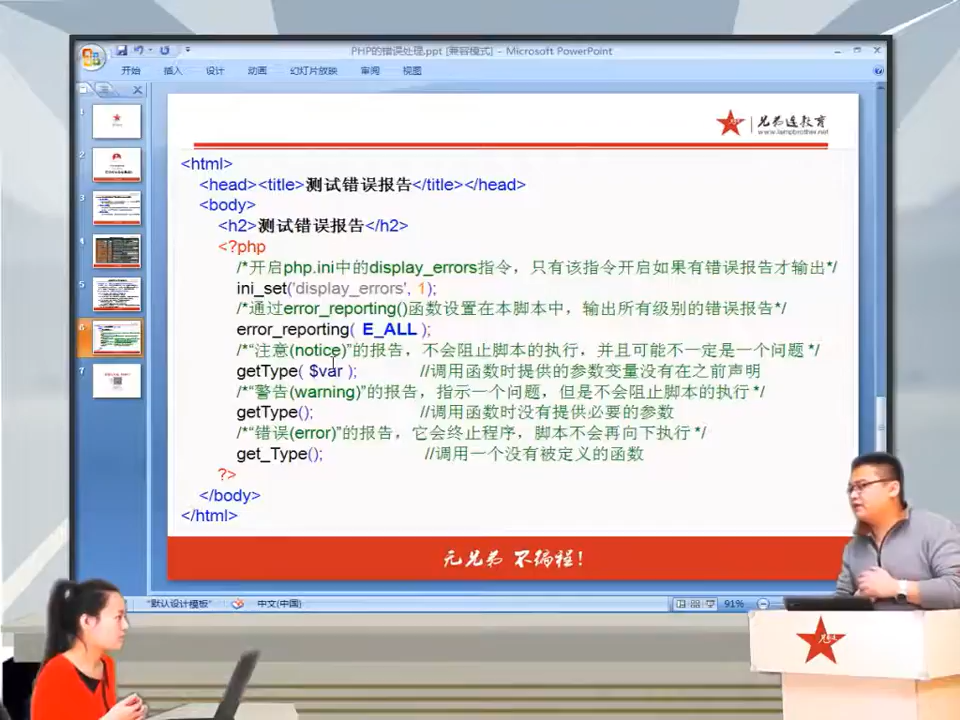 PHP的错误处理.ppt [兼容模式] - Microsoft PowerPoint
开始 插入 设计 动画 幻灯片放映 审阅 视图
兄弟连教育
www.lampbrother.net
<html>
<head><title>测试错误报告</title></head>
<body>
<h2>测试错误报告</h2>
<?php
/*开启php.ini中的display_errors指令，只有该指令开启如果有错误报告才输出*/
ini_set('display_errors', 1);
/*通过error_reporting()函数设置在本脚本中，输出所有级别的错误报告*/
error_reporting( E_ALL );
/*“注意(notice)”的报告，不会阻止脚本的执行，并且可能不一定是一个问题 */
getType( $var ); //调用函数时提供的参数变量没有在之前声明
/*“警告(warning)”的报告，指示一个问题，但是不会阻止脚本的执行 */
getType(); //调用函数时没有提供必要的参数
/*“错误(error)”的报告，它会终止程序，脚本不会再向下执行 */
get_Type(); //调用一个没有被定义的函数
?>
</body>
</html>
无兄弟 不编程!
1
2
3
4
5
6
7
"默认设计模板" 中文(中国) 91%